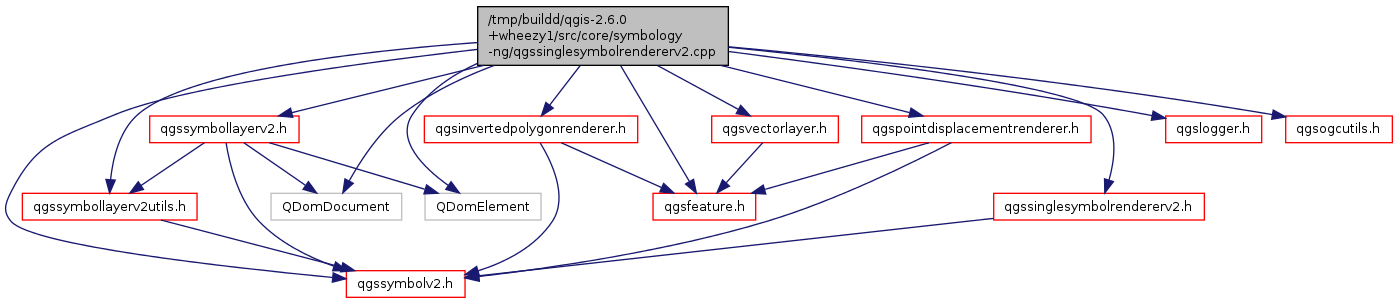 /tmp/buildd/qgis-2.6.0
+wheezy1/src/core/symbology
-ng/qgssinglesymbolrendererv2.cpp
qgssymbollayerv2.h
qgsinvertedpolygonrenderer.h
qgsvectorlayer.h
qgspointdisplacementrenderer.h
qgslogger.h
qgsogcutils.h
qgssymbollayerv2utils.h
QDomDocument
QDomElement
qgsfeature.h
qgssinglesymbolrendererv2.h
qgssymbolv2.h